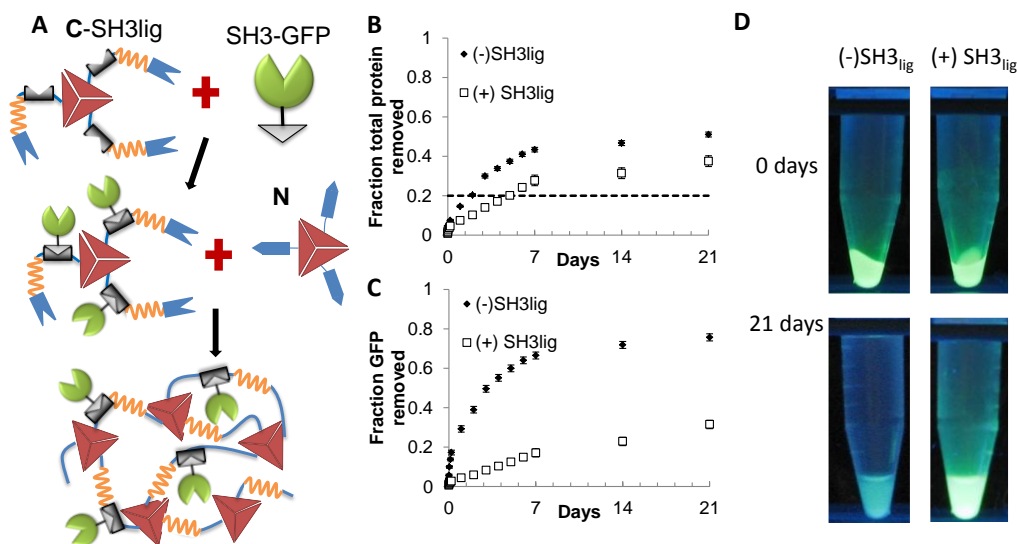 A
C-SH3lig
SH3-GFP
N
B
Fraction total protein
removed
1
0.8
0.6
0.4
0.2
0
(-)SH3lig
(+) SH3lig
0
7
14
21
Days
C
Fraction GFP
removed
1
0.8
0.6
0.4
0.2
0
(-)SH3lig
(+) SH3lig
0
7
14
21
Days
D
(-)SH3lig
(+) SH3lig
0 days
21 days